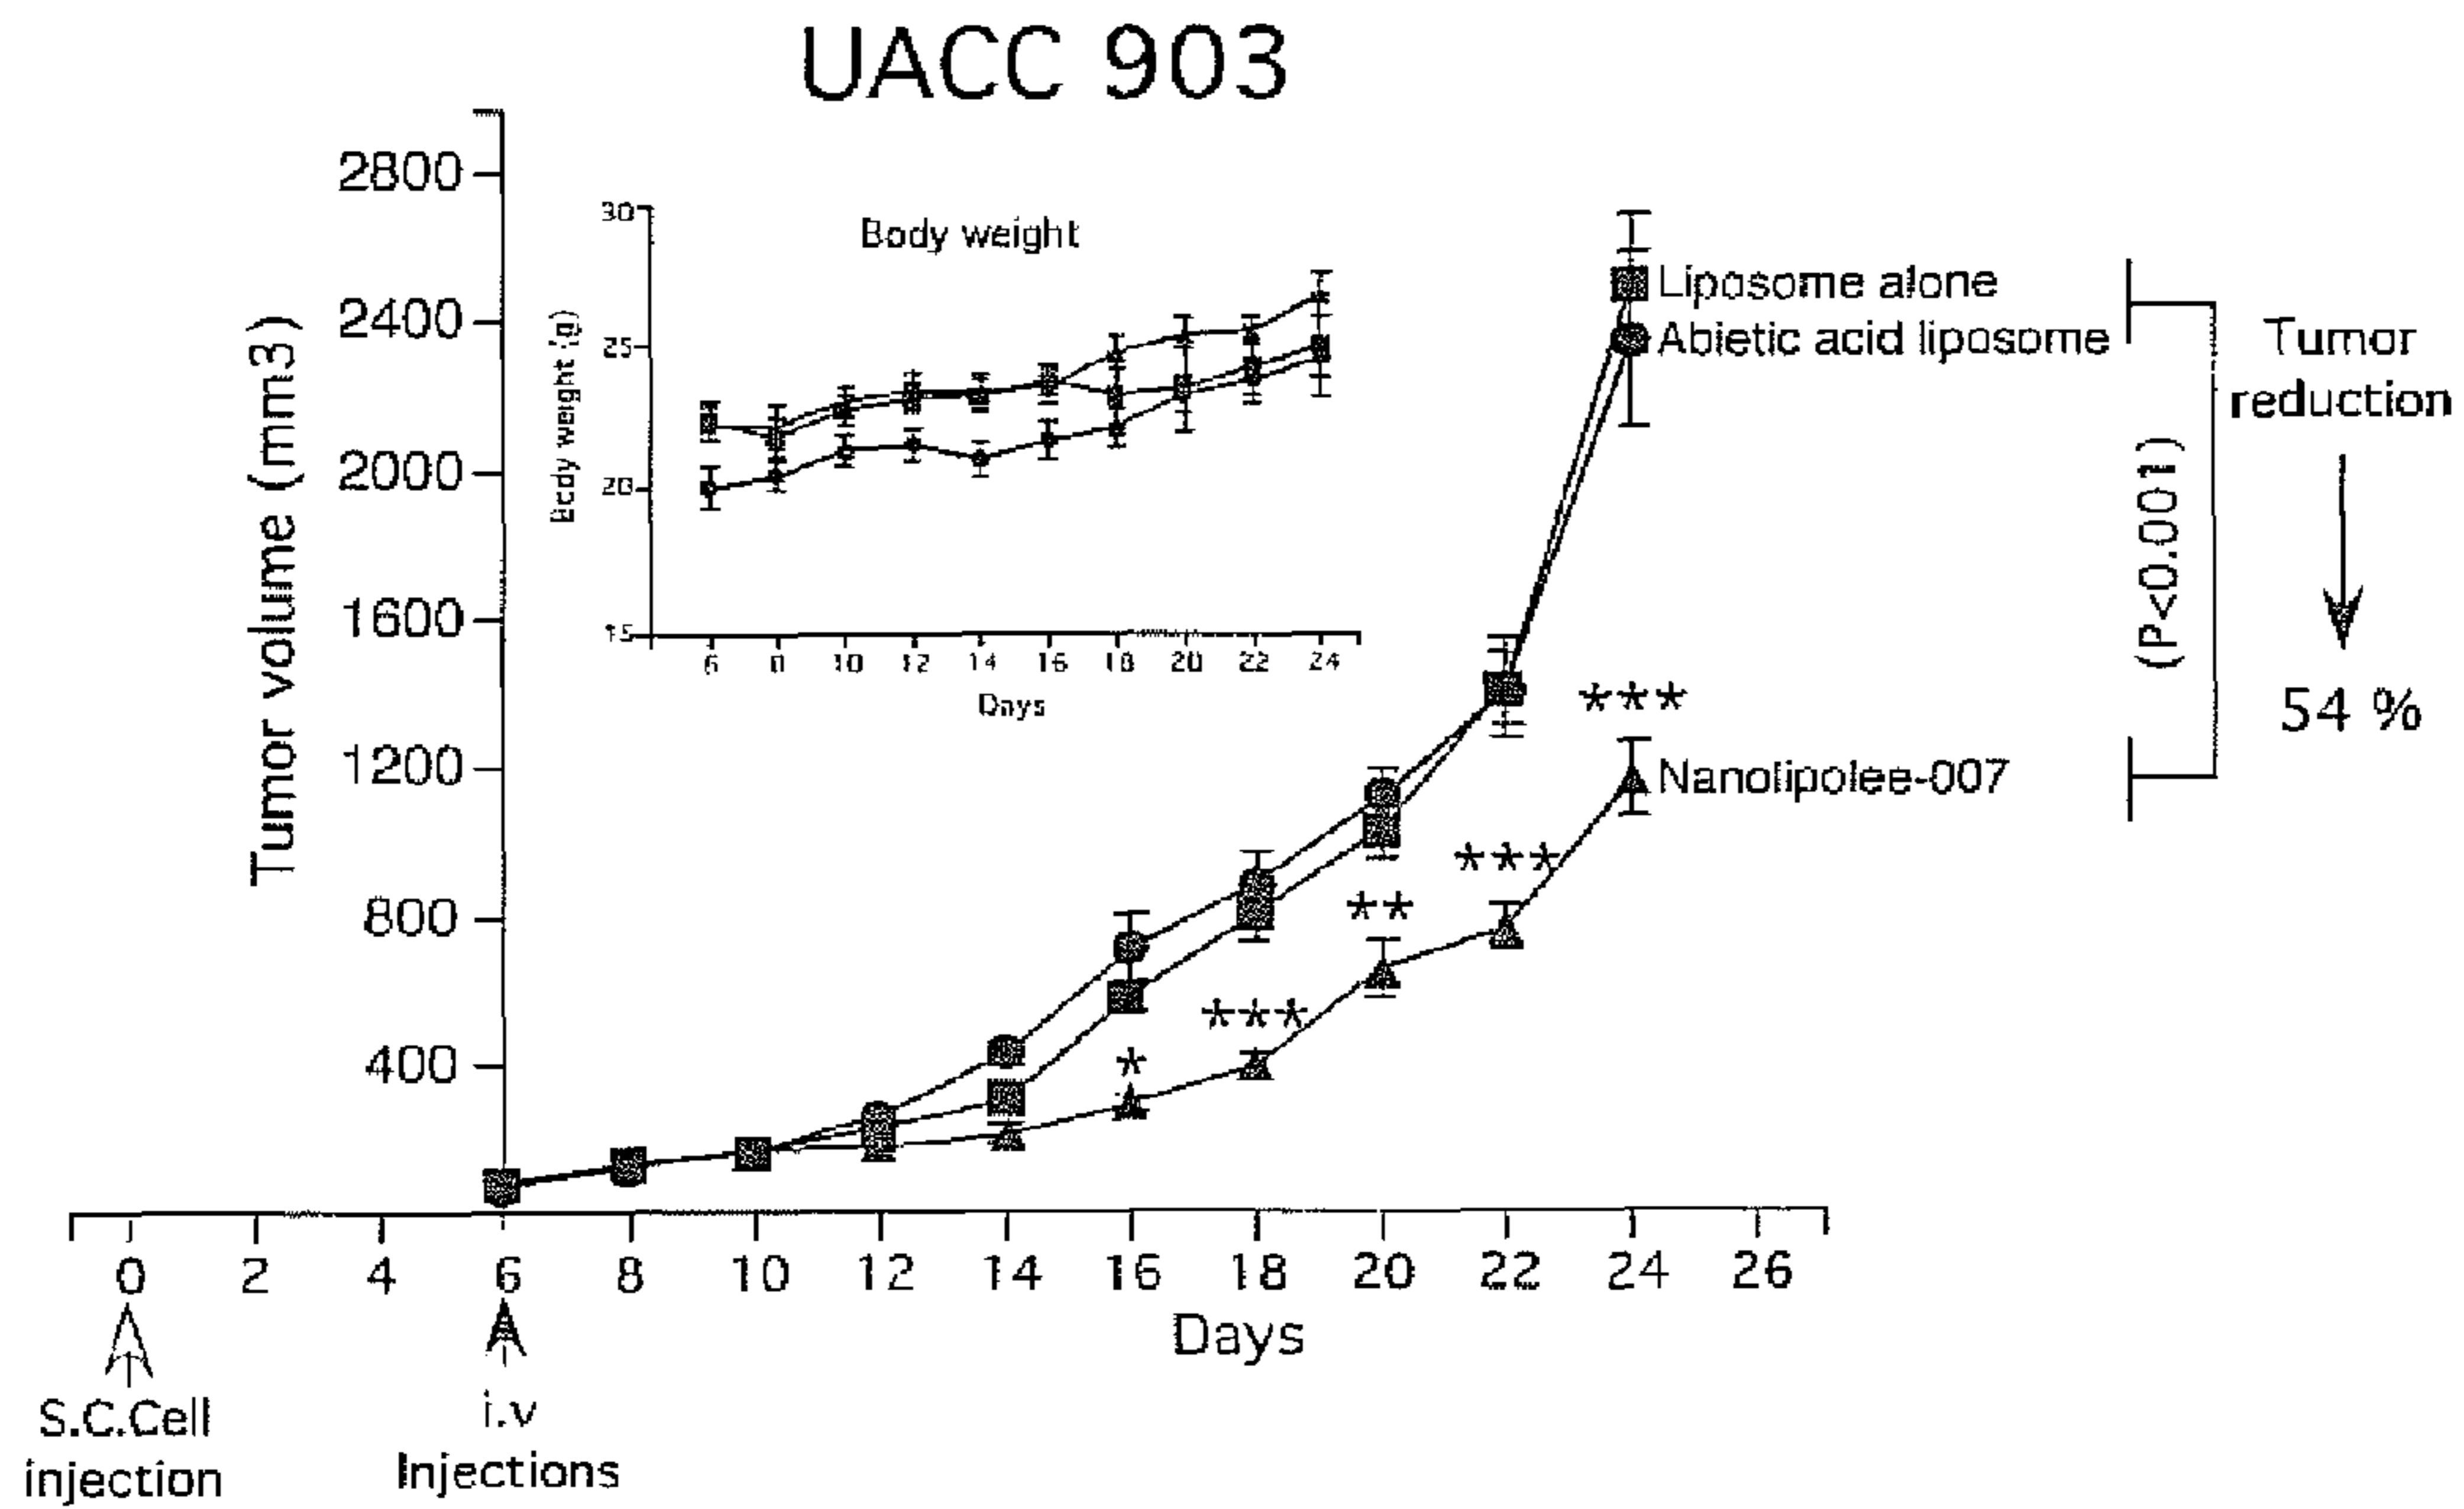 UACC 903
Tumor volume (mm3)
2800
2400
2000
1600
1200
800
400
Body weight
Body weight (g)
30
25
20
15
6 8 10 12 14 16 18 20 22 24
Days
Liposome alone
Abietic acid liposome
Nanolipolee-007
*
***
**
***
***
(P<0.001)
Tumor
reduction
54 %
0 2 4 6 8 10 12 14 16 18 20 22 24 26
Days
S.C.Cell
injection
i.v
Injections